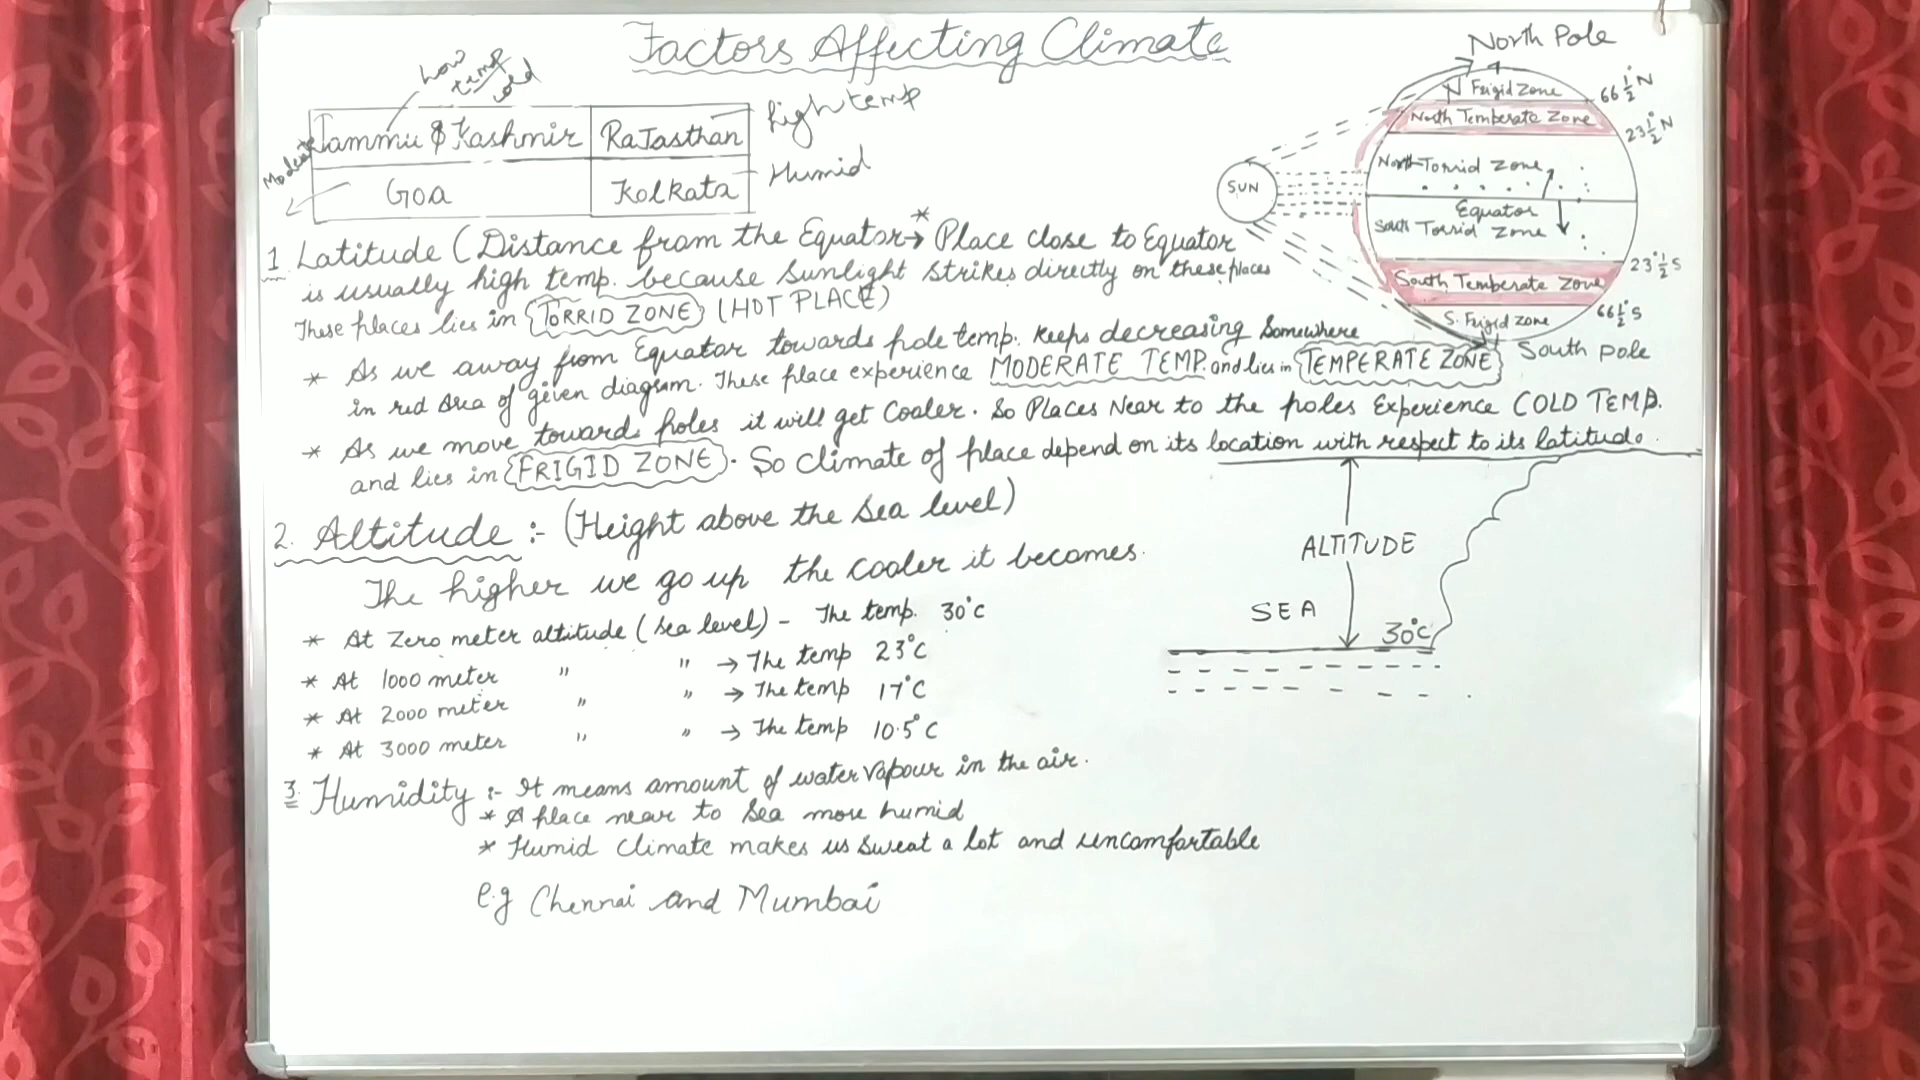 Factors Affecting Climate
Low temp cold
Jammu & Kashmir
Rajasthan
High temp
Moderate
Goa
Kolkata
Humid
North Pole
N Frigid Zone
66 1/2° N
North Temperate Zone
23 1/2° N
North Torrid Zone
SUN
Equator
South Torrid Zone
23° 1/2 S
South Temperate Zone
66 1/2° S
S. Frigid Zone
South Pole
1 Latitude (Distance from the Equator → * Place close to Equator
is usually high temp. because sunlight strikes directly on these places
These places lies in TORRID ZONE (HOT PLACE)
* As we away from Equator towards pole temp. keeps decreasing somewhere
in red area of given diagram. These place experience MODERATE TEMP. and lies in TEMPERATE ZONE
* As we move towards poles it will get cooler. So Places Near to the poles Experience COLD TEMP.
and lies in FRIGID ZONE. So climate of place depend on its location with respect to its latitude.
2. Altitude :- (Height above the sea level)
The higher we go up the cooler it becomes.
* At Zero meter altitude (sea level) - The temp. 30°C
* At 1000 meter " " → The temp 23°C
* At 2000 meter " " → The temp 17°C
* At 3000 meter " " → The temp 10.5°C
ALTITUDE
SEA
30°C
3. Humidity :- It means amount of water vapour in the air.
* A place near to sea more humid
* Humid climate makes us sweat a lot and uncomfortable
e.g Chennai and Mumbai